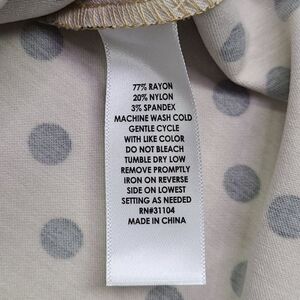 77% RAYON
20% NYLON
3% SPANDEX
MACHINE WASH COLD
GENTLE CYCLE
WITH LIKE COLOR
DO NOT BLEACH
TUMBLE DRY LOW
REMOVE PROMPTLY
IRON ON REVERSE
SIDE ON LOWEST
SETTING AS NEEDED
RN#31104
MADE IN CHINA